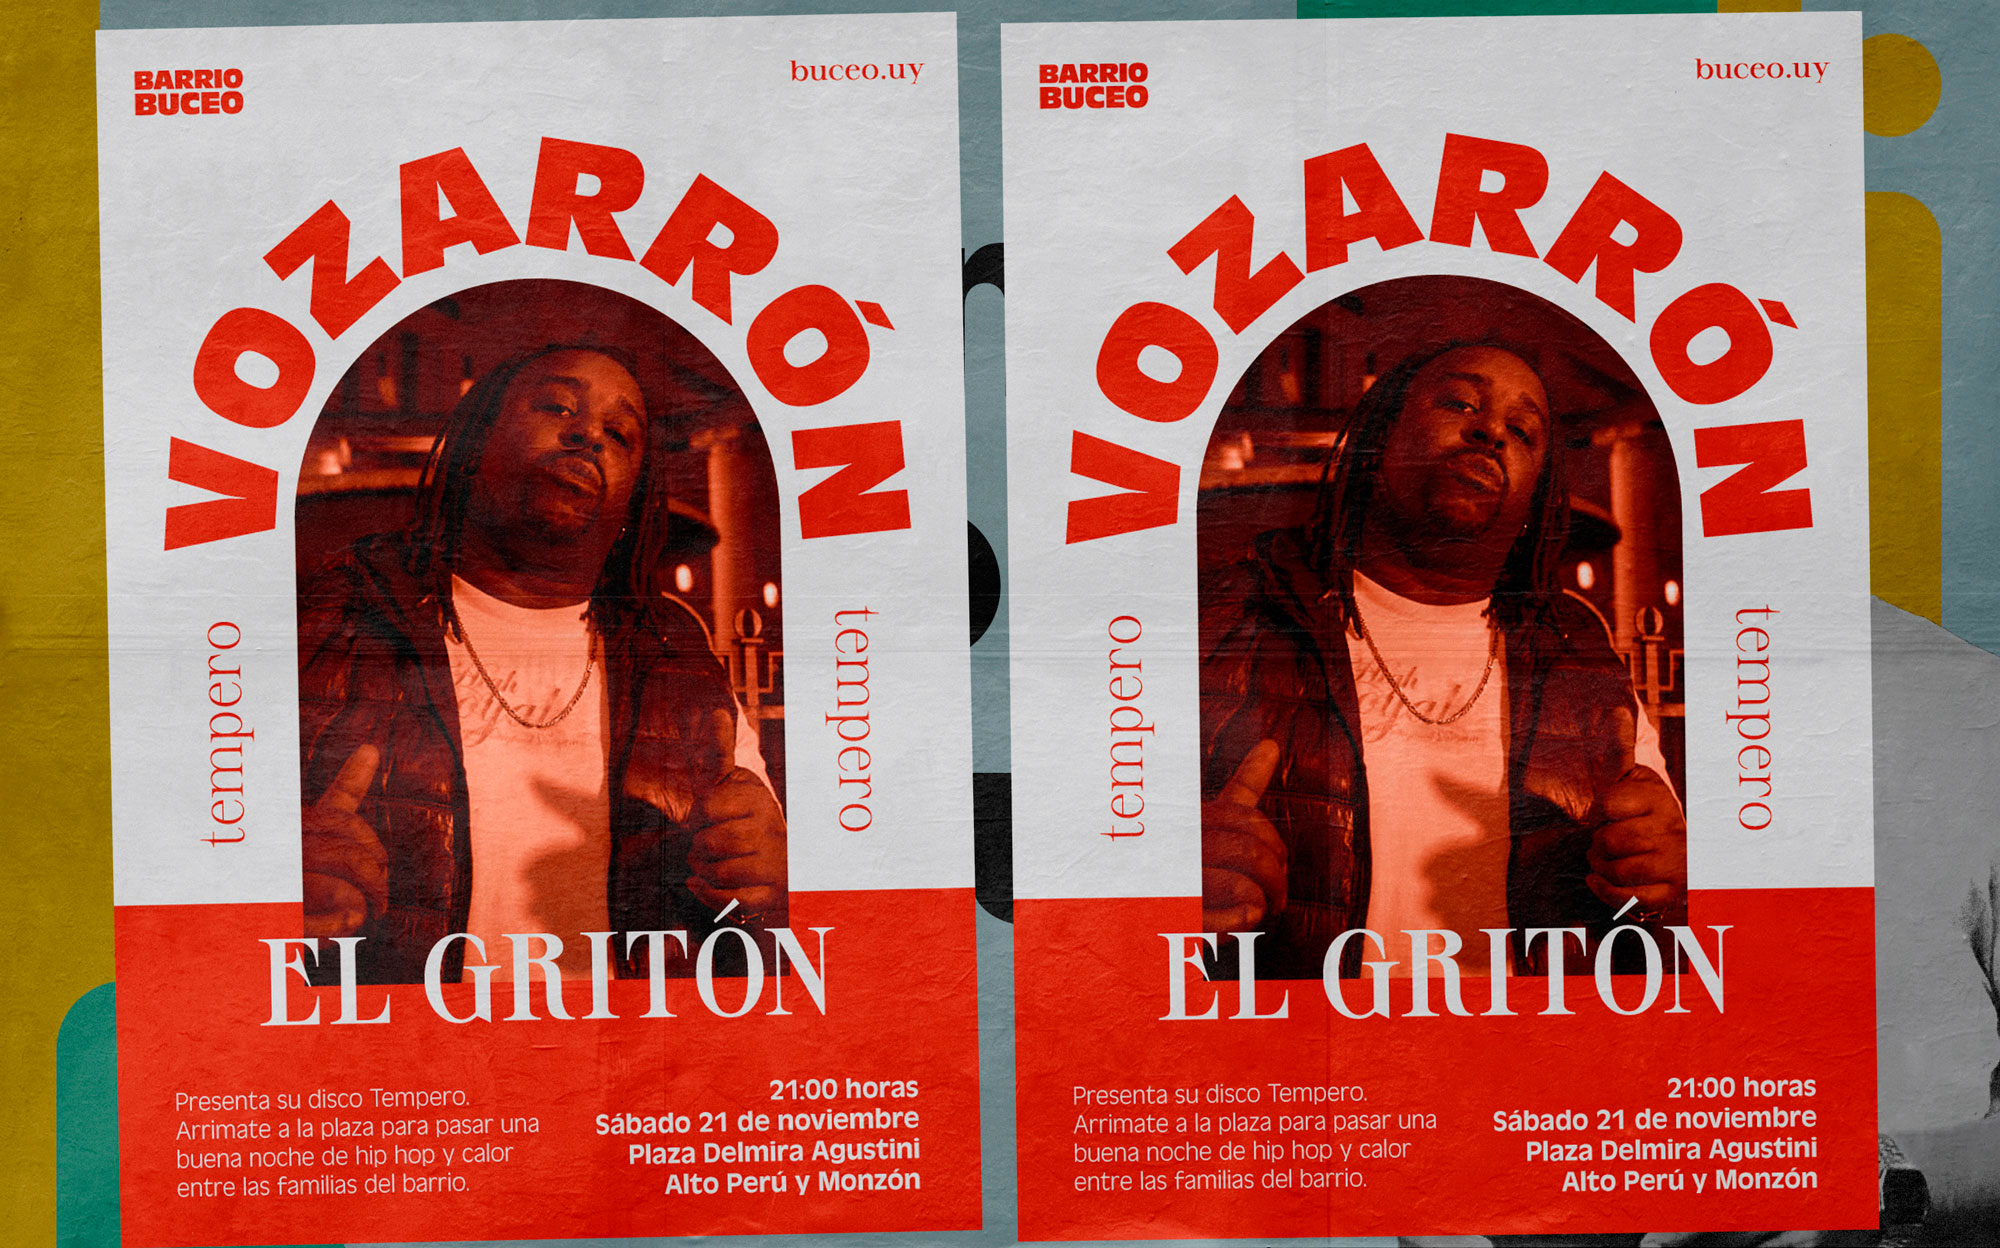 BARRIO
BUCEO
buceo.uy
VOZARRÓN
tempero
tempero
EL GRITÓN
Presenta su disco Tempero.
Arrimate a la plaza para pasar una
buena noche de hip hop y calor
entre las familias del barrio.
21:00 horas
Sábado 21 de noviembre
Plaza Delmira Agustini
Alto Perú y Monzón
BARRIO
BUCEO
buceo.uy
VOZARRÓN
tempero
tempero
EL GRITÓN
Presenta su disco Tempero.
Arrimate a la plaza para pasar una
buena noche de hip hop y calor
entre las familias del barrio.
21:00 horas
Sábado 21 de noviembre
Plaza Delmira Agustini
Alto Perú y Monzón